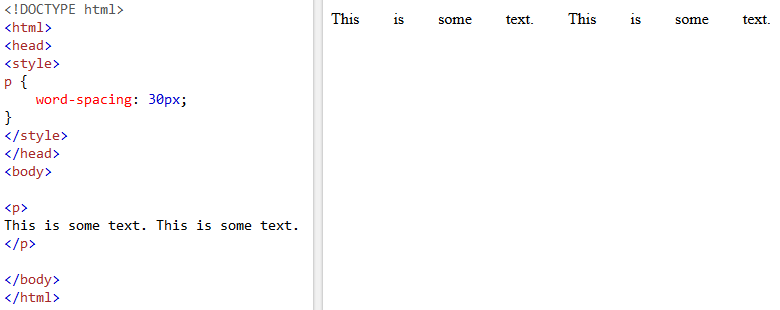 <!DOCTYPE html>
<html>
<head>
<style>
p {
    word-spacing: 30px;
}
</style>
</head>
<body>

<p>
This is some text. This is some text.
</p>

</body>
</html>
This is some text. This is some text.